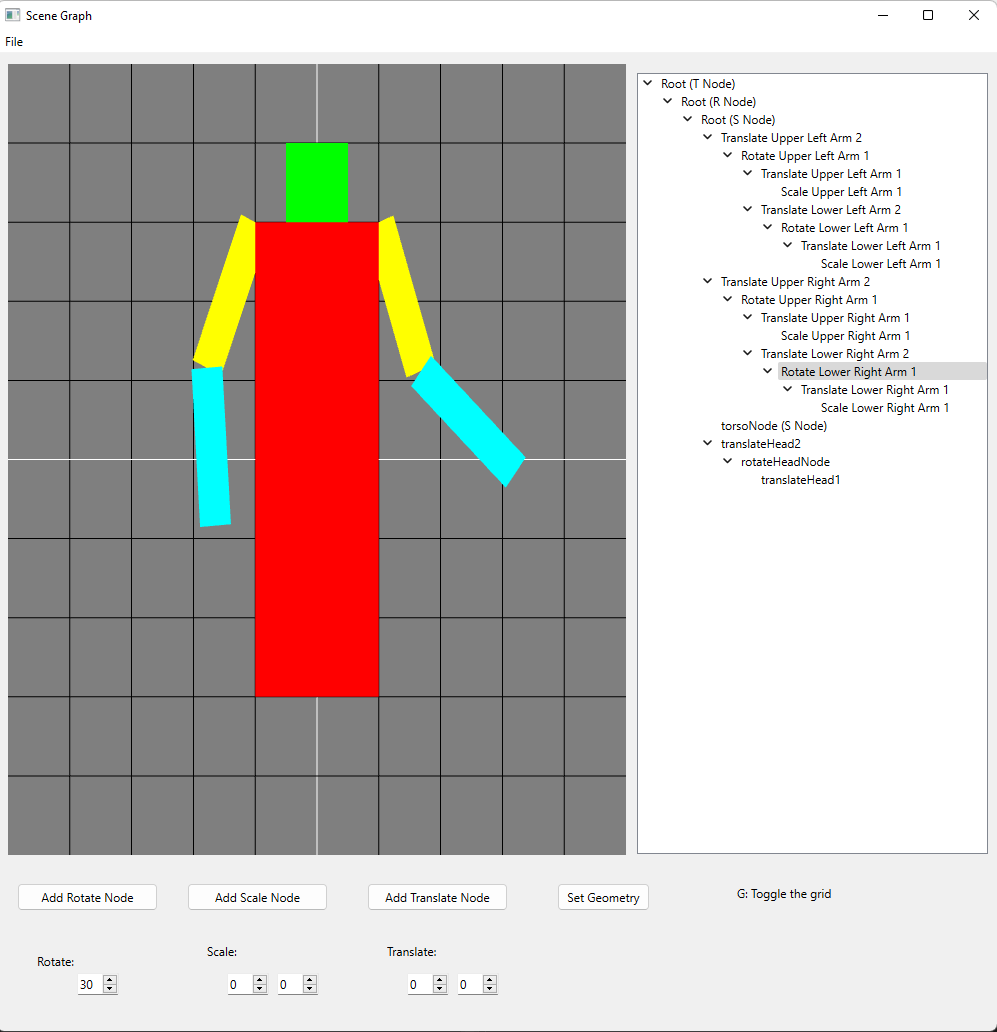 Scene Graph
File
Root (T Node)
Root (R Node)
Root (S Node)
Translate Upper Left Arm 2
Rotate Upper Left Arm 1
Translate Upper Left Arm 1
Scale Upper Left Arm 1
Translate Lower Left Arm 2
Rotate Lower Left Arm 1
Translate Lower Left Arm 1
Scale Lower Left Arm 1
Translate Upper Right Arm 2
Rotate Upper Right Arm 1
Translate Upper Right Arm 1
Scale Upper Right Arm 1
Translate Lower Right Arm 2
Rotate Lower Right Arm 1
Translate Lower Right Arm 1
Scale Lower Right Arm 1
torsoNode (S Node)
translateHead2
rotateHeadNode
translateHead1
Add Rotate Node
Add Scale Node
Add Translate Node
Set Geometry
G: Toggle the grid
Rotate:
30
Scale:
0 0
Translate:
0 0